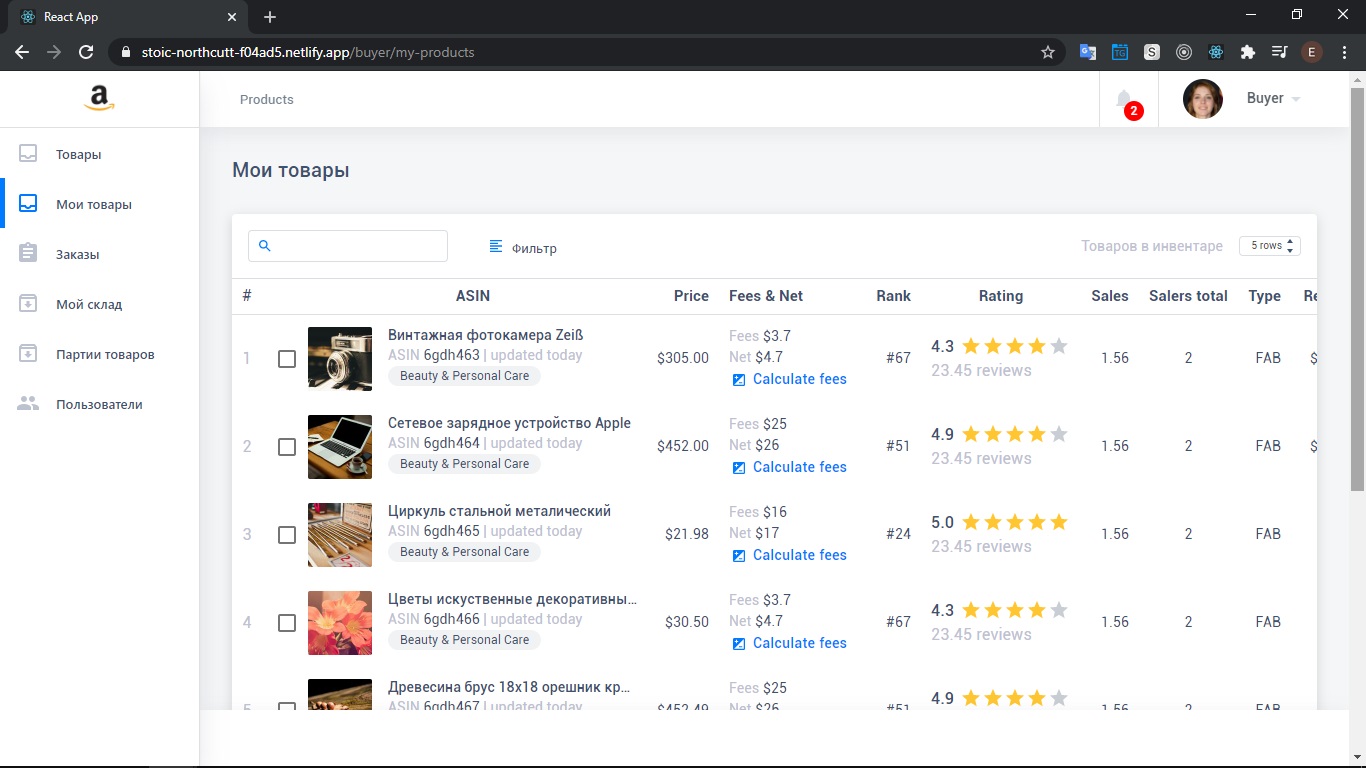 React App
stoic-northcutt-f04ad5.netlify.app/buyer/my-products
TG
S
E
a
Products
2
Buyer
Товары
Мои товары
Заказы
Мой склад
Партии товаров
Пользователи
Мои товары
Фильтр
Товаров в инвентаре
5 rows
# ASIN Price Fees & Net Rank Rating Sales Salers total Type Re
1
Винтажная фотокамера Zeiß
ASIN 6gdh463 | updated today
Beauty & Personal Care
$305.00
Fees $3.7
Net $4.7
Calculate fees
#67
4.3
23.45 reviews
1.56
2
FAB
$
2
Сетевое зарядное устройство Apple
ASIN 6gdh464 | updated today
Beauty & Personal Care
$452.00
Fees $25
Net $26
Calculate fees
#51
4.9
23.45 reviews
1.56
2
FAB
$
3
Циркуль стальной металический
ASIN 6gdh465 | updated today
Beauty & Personal Care
$21.98
Fees $16
Net $17
Calculate fees
#24
5.0
23.45 reviews
1.56
2
FAB
4
Цветы искуственные декоративны...
ASIN 6gdh466 | updated today
Beauty & Personal Care
$30.50
Fees $3.7
Net $4.7
Calculate fees
#67
4.3
23.45 reviews
1.56
2
FAB
5
Древесина брус 18х18 орешник кр...
ASIN 6gdh467 | updated today
$452.49
Fees $25
Net $26
#51
4.9
1.56
2
FAB